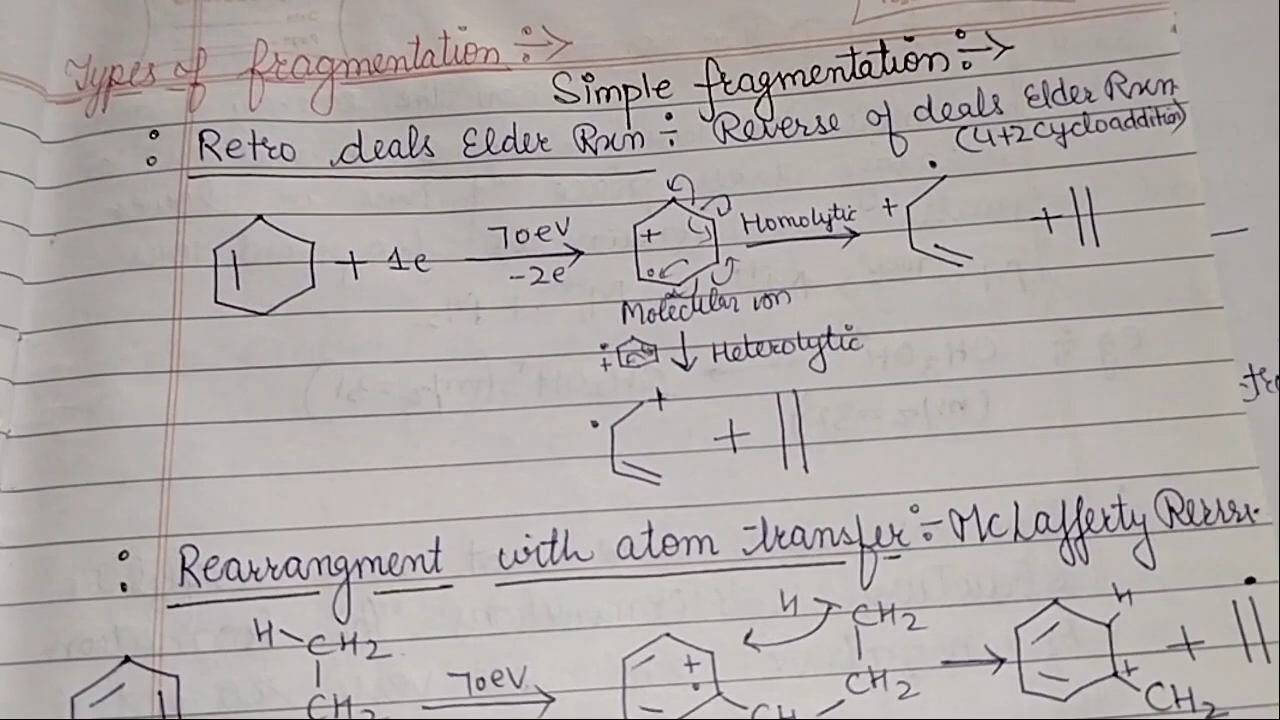 Types of fragmentation :->
Simple fragmentation :->
: Retro deals Elder Rxn ÷ Reverse of deals Elder Rxn
(4+2 cycloaddition)
+ 1e 70eV -2e + Homolytic + . + ||
Molecular ion
Heterolytic
. + + ||
: Rearrangment with atom transfer :- McLafferty
H CH2 H CH2 H
CH2 70eV + . CH2 + + ||
CH2 CH2